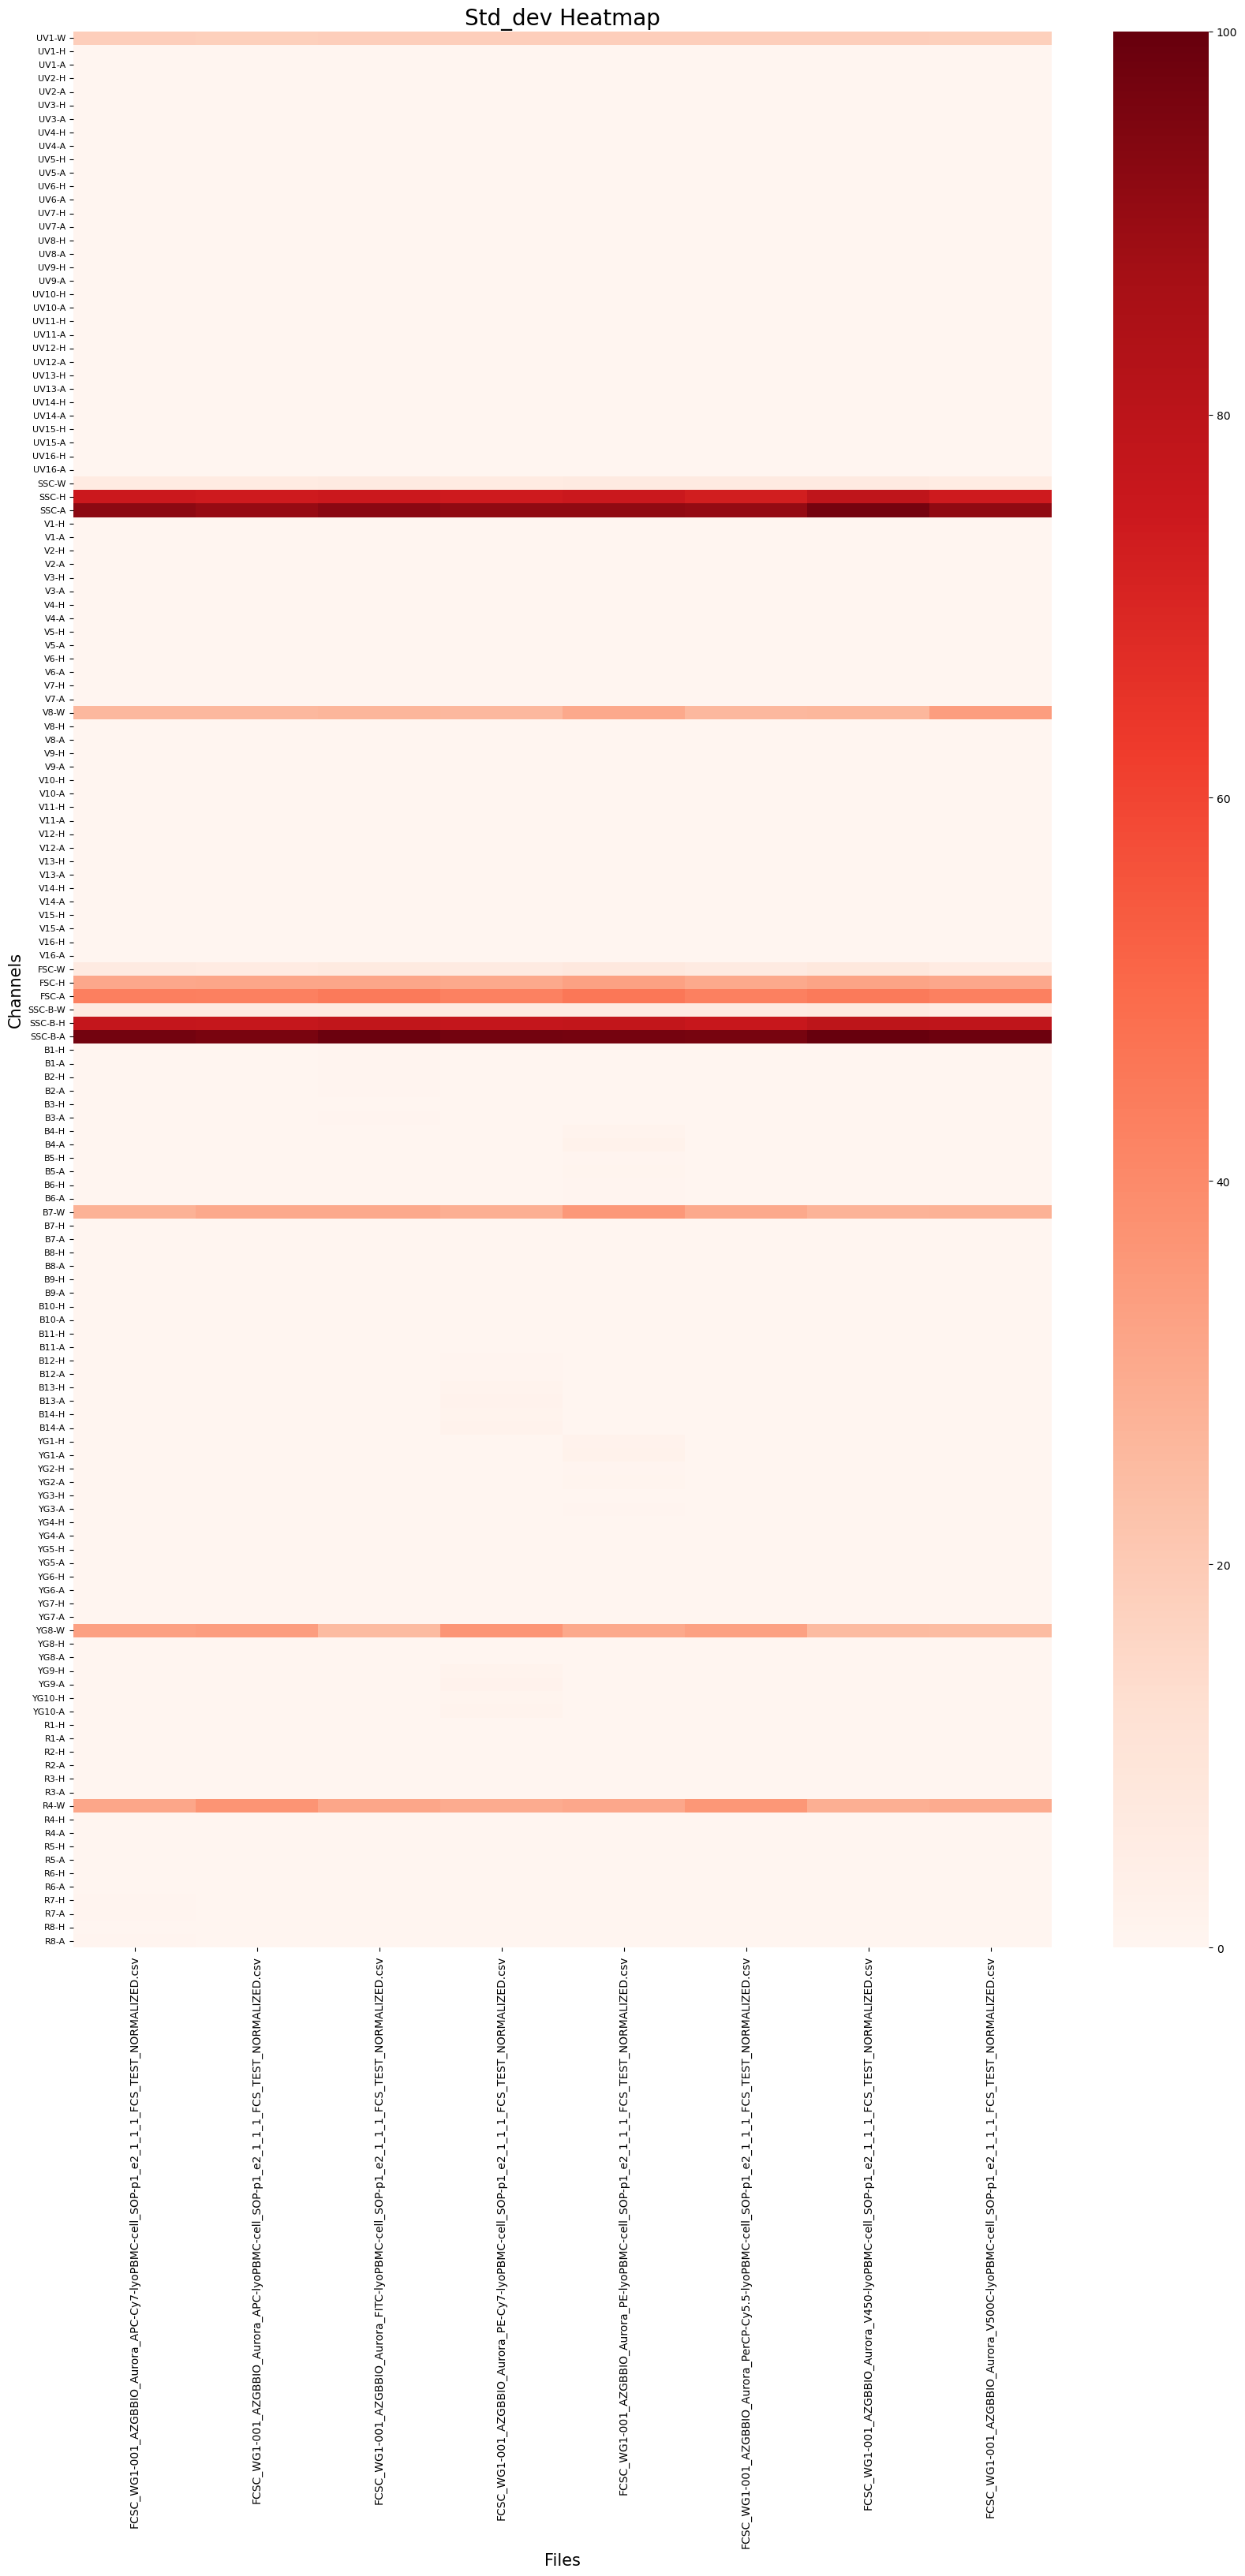 Std_dev Heatmap
UV1-W
UV1-H
UV1-A
UV2-H
UV2-A
UV3-H
UV3-A
UV4-H
UV4-A
UV5-H
UV5-A
UV6-H
UV6-A
UV7-H
UV7-A
UV8-H
UV8-A
UV9-H
UV9-A
UV10-H
UV10-A
UV11-H
UV11-A
UV12-H
UV12-A
UV13-H
UV13-A
UV14-H
UV14-A
UV15-H
UV15-A
UV16-H
UV16-A
SSC-W
SSC-H
SSC-A
V1-H
V1-A
V2-H
V2-A
V3-H
V3-A
V4-H
V4-A
V5-H
V5-A
V6-H
V6-A
V7-H
V7-A
V8-W
V8-H
V8-A
V9-H
V9-A
V10-H
V10-A
V11-H
V11-A
V12-H
V12-A
V13-H
V13-A
V14-H
V14-A
V15-H
V15-A
V16-H
V16-A
FSC-W
FSC-H
FSC-A
SSC-B-W
SSC-B-H
SSC-B-A
B1-H
B1-A
B2-H
B2-A
B3-H
B3-A
B4-H
B4-A
B5-H
B5-A
B6-H
B6-A
B7-W
B7-H
B7-A
B8-H
B8-A
B9-H
B9-A
B10-H
B10-A
B11-H
B11-A
B12-H
B12-A
B13-H
B13-A
B14-H
B14-A
YG1-H
YG1-A
YG2-H
YG2-A
YG3-H
YG3-A
YG4-H
YG4-A
YG5-H
YG5-A
YG6-H
YG6-A
YG7-H
YG7-A
YG8-W
YG8-H
YG8-A
YG9-H
YG9-A
YG10-H
YG10-A
R1-H
R1-A
R2-H
R2-A
R3-H
R3-A
R4-W
R4-H
R4-A
R5-H
R5-A
R6-H
R6-A
R7-H
R7-A
R8-H
R8-A
Channels
FCSC_WG1-001_AZGBBIO_Aurora_APC-Cy7-lyoPBMC-cell_SOP-p1_e2_1_1_1_FCS_TEST_NORMALIZED.csv
FCSC_WG1-001_AZGBBIO_Aurora_APC-lyoPBMC-cell_SOP-p1_e2_1_1_1_FCS_TEST_NORMALIZED.csv
FCSC_WG1-001_AZGBBIO_Aurora_FITC-lyoPBMC-cell_SOP-p1_e2_1_1_1_FCS_TEST_NORMALIZED.csv
FCSC_WG1-001_AZGBBIO_Aurora_PE-Cy7-lyoPBMC-cell_SOP-p1_e2_1_1_1_FCS_TEST_NORMALIZED.csv
FCSC_WG1-001_AZGBBIO_Aurora_PE-lyoPBMC-cell_SOP-p1_e2_1_1_1_FCS_TEST_NORMALIZED.csv
FCSC_WG1-001_AZGBBIO_Aurora_PerCP-Cy5.5-lyoPBMC-cell_SOP-p1_e2_1_1_1_FCS_TEST_NORMALIZED.csv
FCSC_WG1-001_AZGBBIO_Aurora_V450-lyoPBMC-cell_SOP-p1_e2_1_1_1_FCS_TEST_NORMALIZED.csv
FCSC_WG1-001_AZGBBIO_Aurora_V500C-lyoPBMC-cell_SOP-p1_e2_1_1_1_FCS_TEST_NORMALIZED.csv
Files
100
80
60
40
20
0